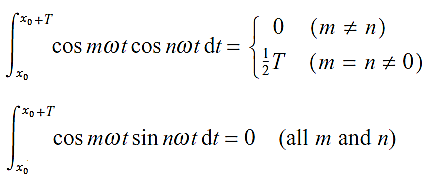 ∫_{x₀}^{x₀+T} cos mωt cos nωt dt = { 0 (m ≠ n)
½T (m = n ≠ 0)
∫_{x₀}^{x₀+T} cos mωt sin nωt dt = 0 (all m and n)